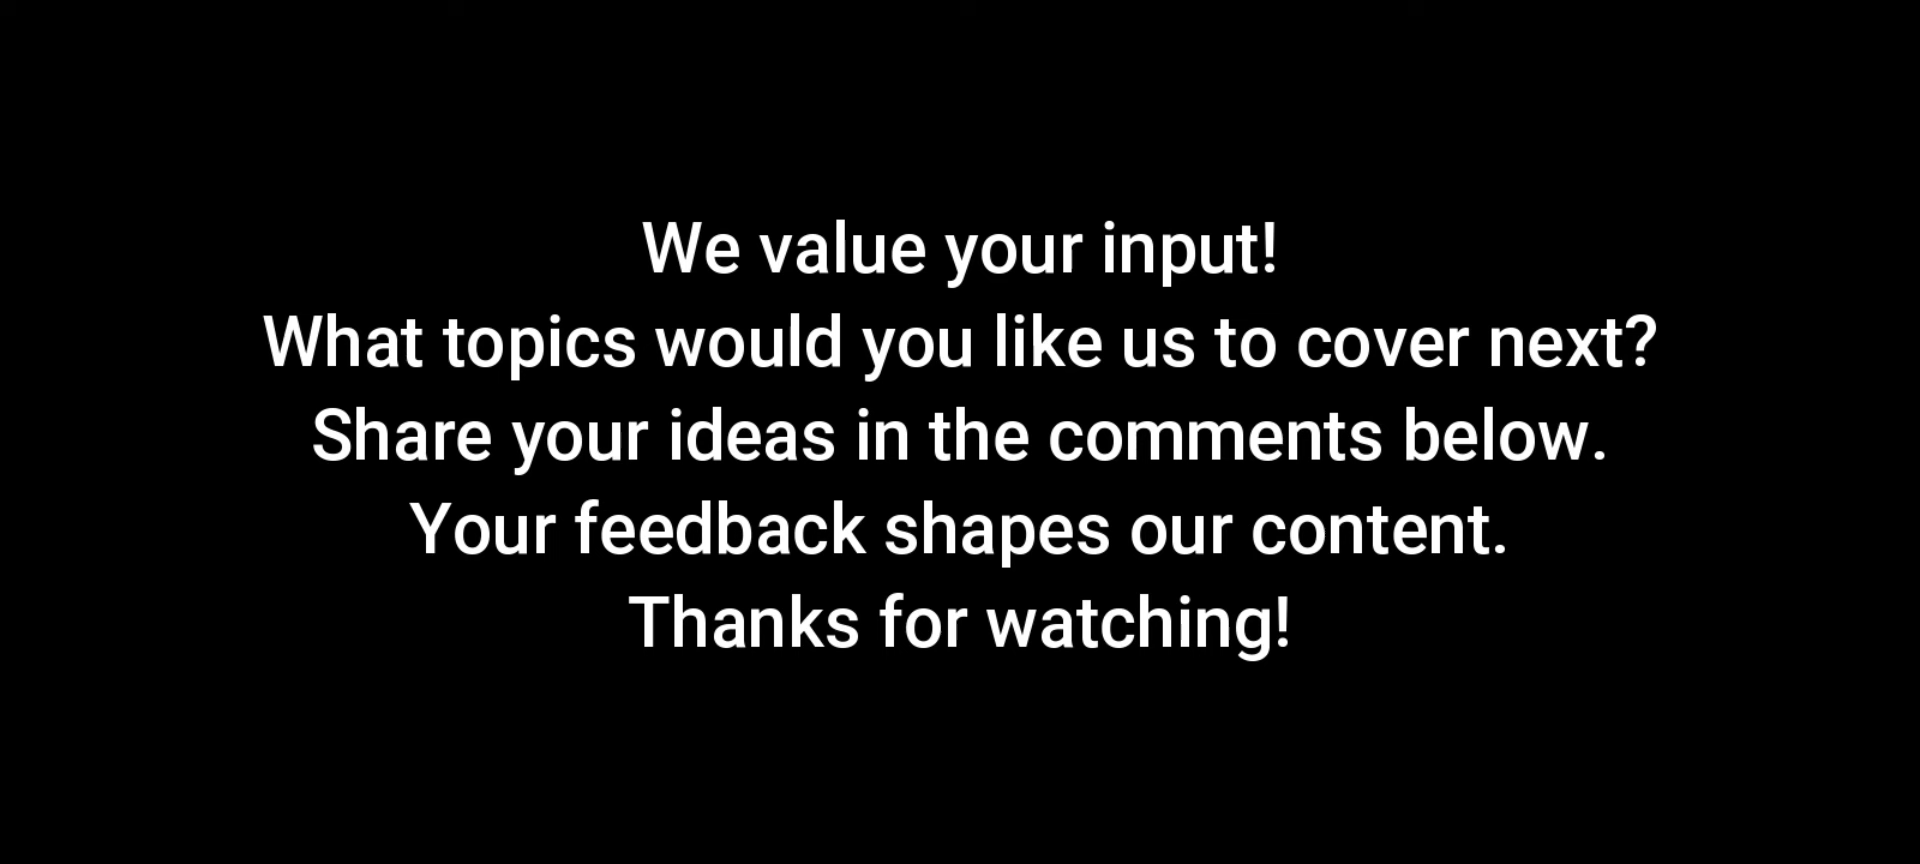 We value your input!
What topics would you like us to cover next?
Share your ideas in the comments below.
Your feedback shapes our content.
Thanks for watching!